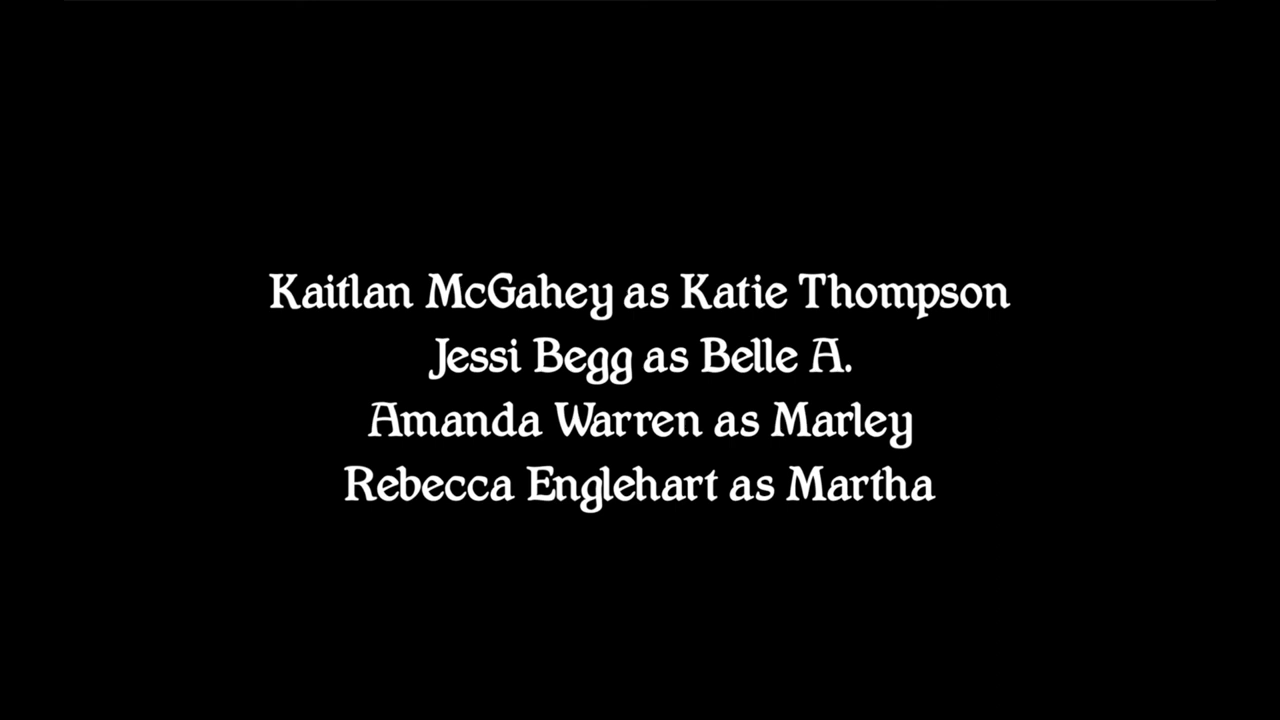 Kaitlan McGahey as Katie Thompson
Jessi Begg as Belle A.
Amanda Warren as Marley
Rebecca Englehart as Martha